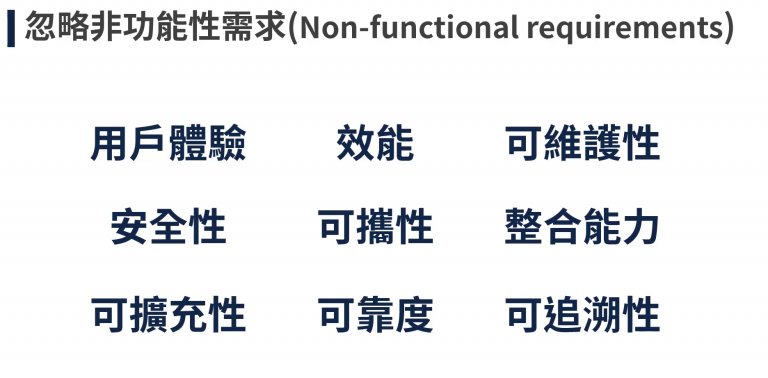 忽略非功能性需求(Non-functional requirements)
用戶體驗 效能 可維護性
安全性 可攜性 整合能力
可擴充性 可靠度 可追溯性